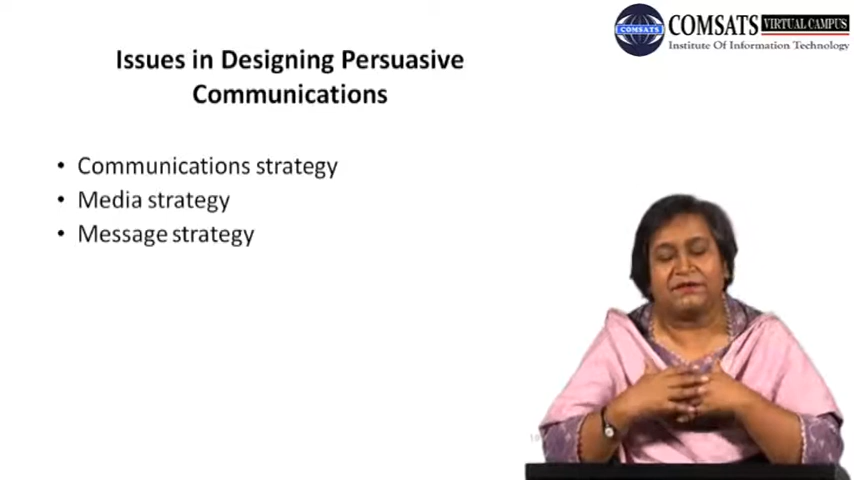 COMSATS VIRTUAL CAMPUS
COMSATS
Institute Of Information Technology
Issues in Designing Persuasive
Communications
• Communications strategy
• Media strategy
• Message strategy